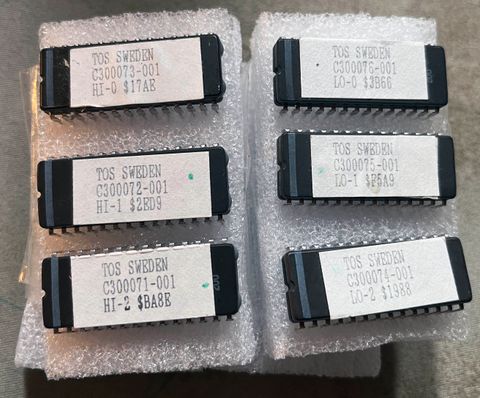 TOS SWEDEN
C300073-001
HI-0 $17AE
TOS SWEDEN
C300072-001
HI-1 $2ED9
TOS SWEDEN
C300071-001
HI-2 $BA8E
TOS SWEDEN
C300076-001
LO-0 $3B66
TOS SWEDEN
C300075-001
LO-1 $F5A9
TOS SWEDEN
C300074-001
LO-2 $1988